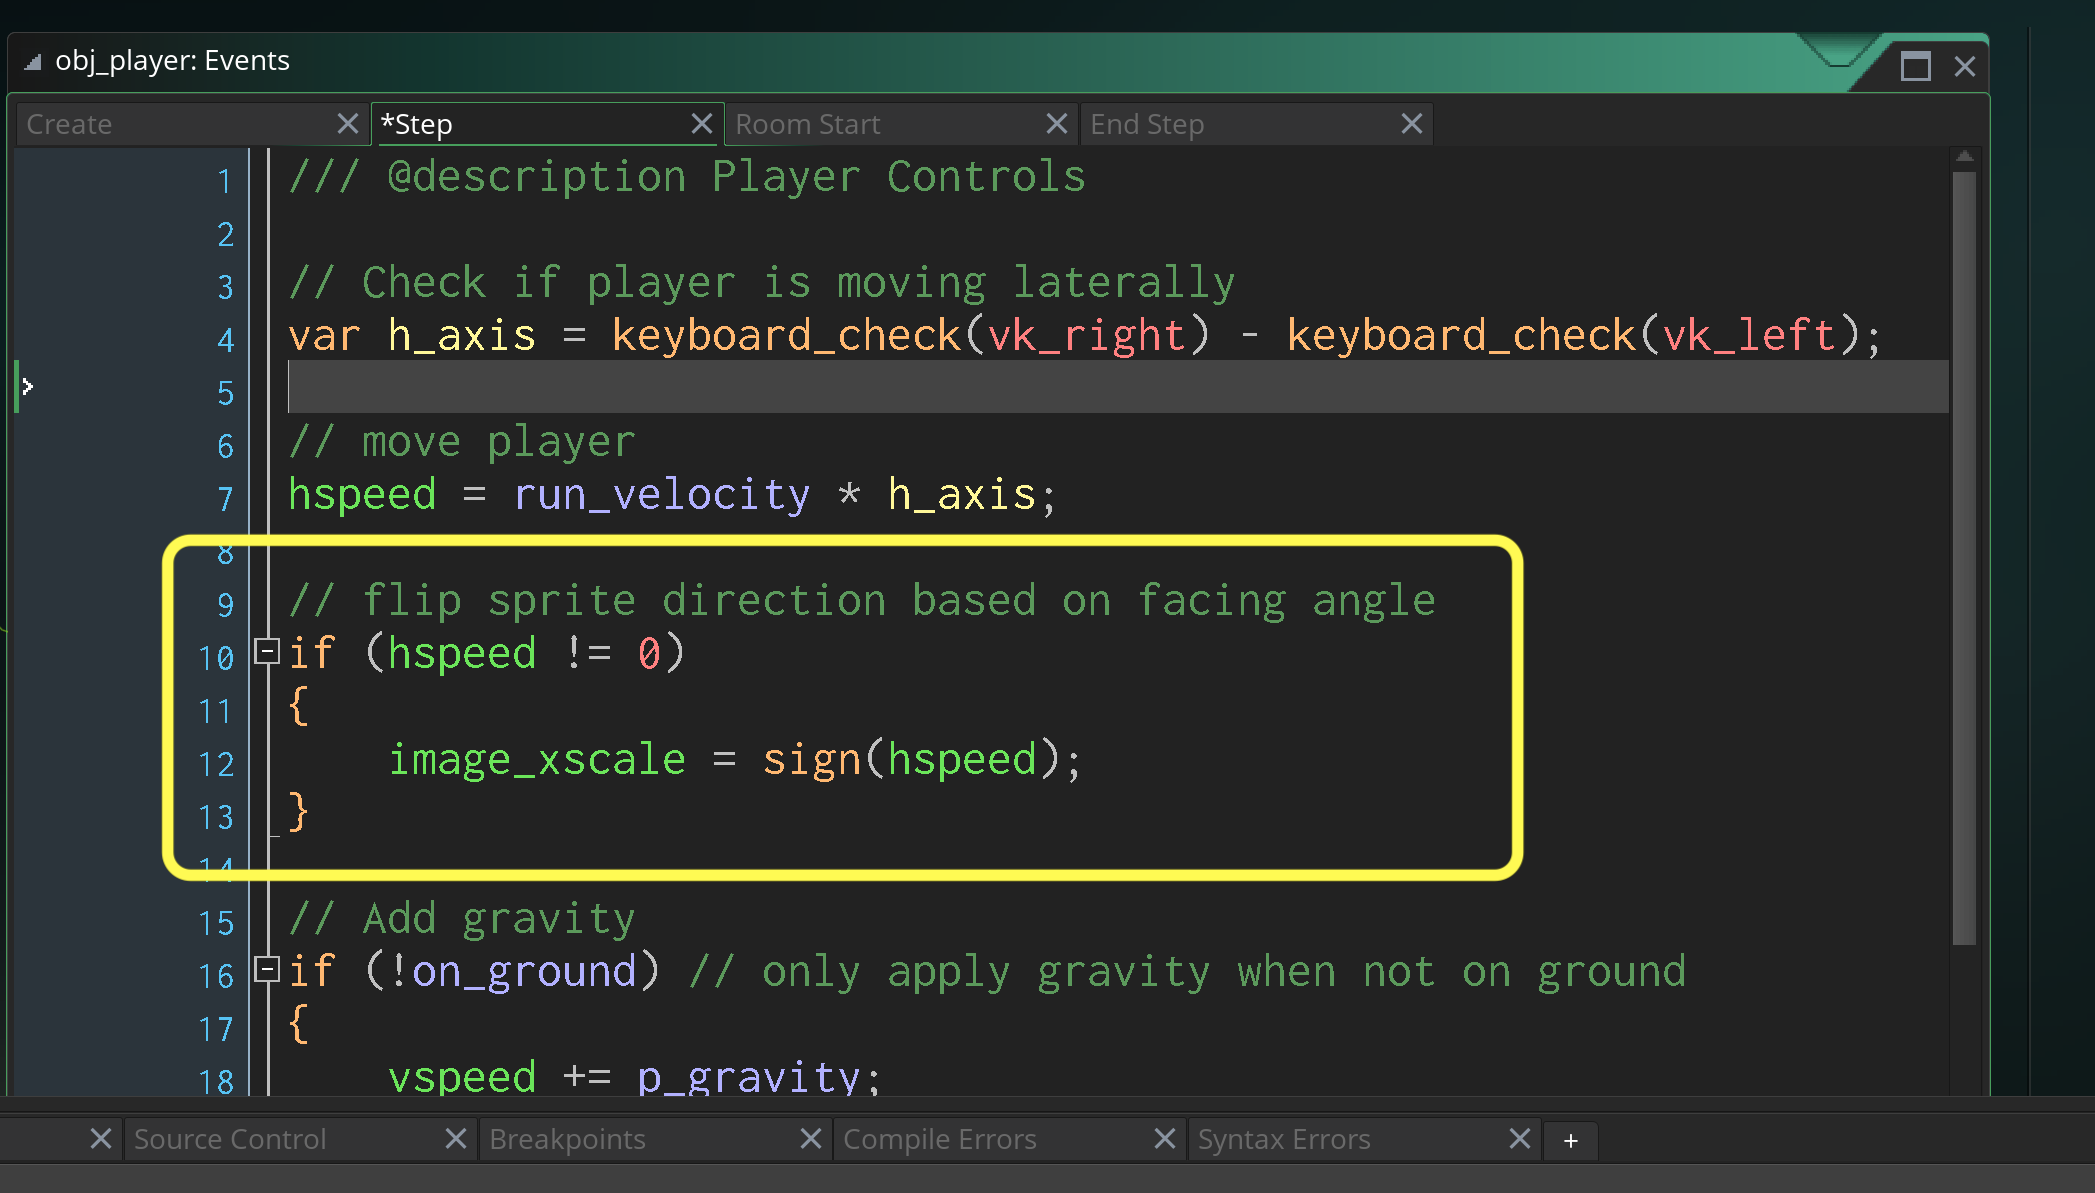 obj_player: Events
Create *Step Room Start End Step
1 /// @description Player Controls
2
3 // Check if player is moving laterally
4 var h_axis = keyboard_check(vk_right) - keyboard_check(vk_left);
5
6 // move player
7 hspeed = run_velocity * h_axis;
8
9 // flip sprite direction based on facing angle
10 if (hspeed != 0)
11 {
12 image_xscale = sign(hspeed);
13 }
14
15 // Add gravity
16 if (!on_ground) // only apply gravity when not on ground
17 {
18 vspeed += p_gravity;
Source Control Breakpoints Compile Errors Syntax Errors +